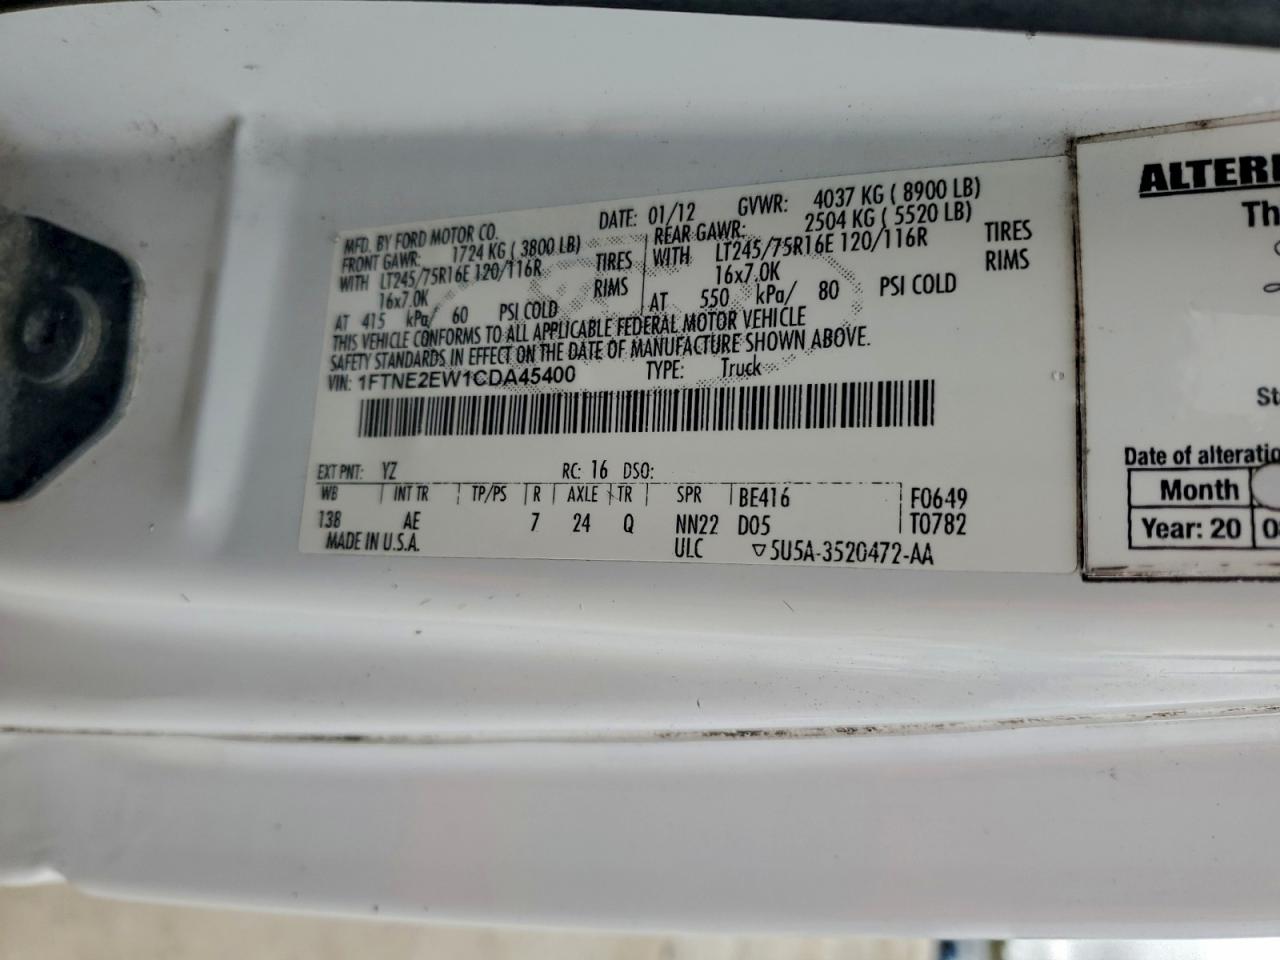 MFD. BY FORD MOTOR CO.
DATE: 01/12 GVWR: 4037 KG ( 8900 LB)
FRONT GAWR: 1724 KG ( 3800 LB) REAR GAWR: 2504 KG ( 5520 LB)
WITH LT245/75R16E 120/116R TIRES WITH LT245/75R16E 120/116R TIRES
16x7.0K RIMS 16x7.0K RIMS
AT 415 kPa/ 60 PSI COLD AT 550 kPa/ 80 PSI COLD
THIS VEHICLE CONFORMS TO ALL APPLICABLE FEDERAL MOTOR VEHICLE
SAFETY STANDARDS IN EFFECT ON THE DATE OF MANUFACTURE SHOWN ABOVE.
VIN: 1FTNE2EW1CDA45400 TYPE: Truck
EXT PNT: YZ RC: 16 DSO:
WB INT TR TP/PS R AXLE TR SPR BE416 F0649
138 AE 7 24 Q NN22 D05 T0782
MADE IN U.S.A. ULC 5U5A-3520472-AA
ALTER
Th
St
Date of alteratio
Month
Year: 20